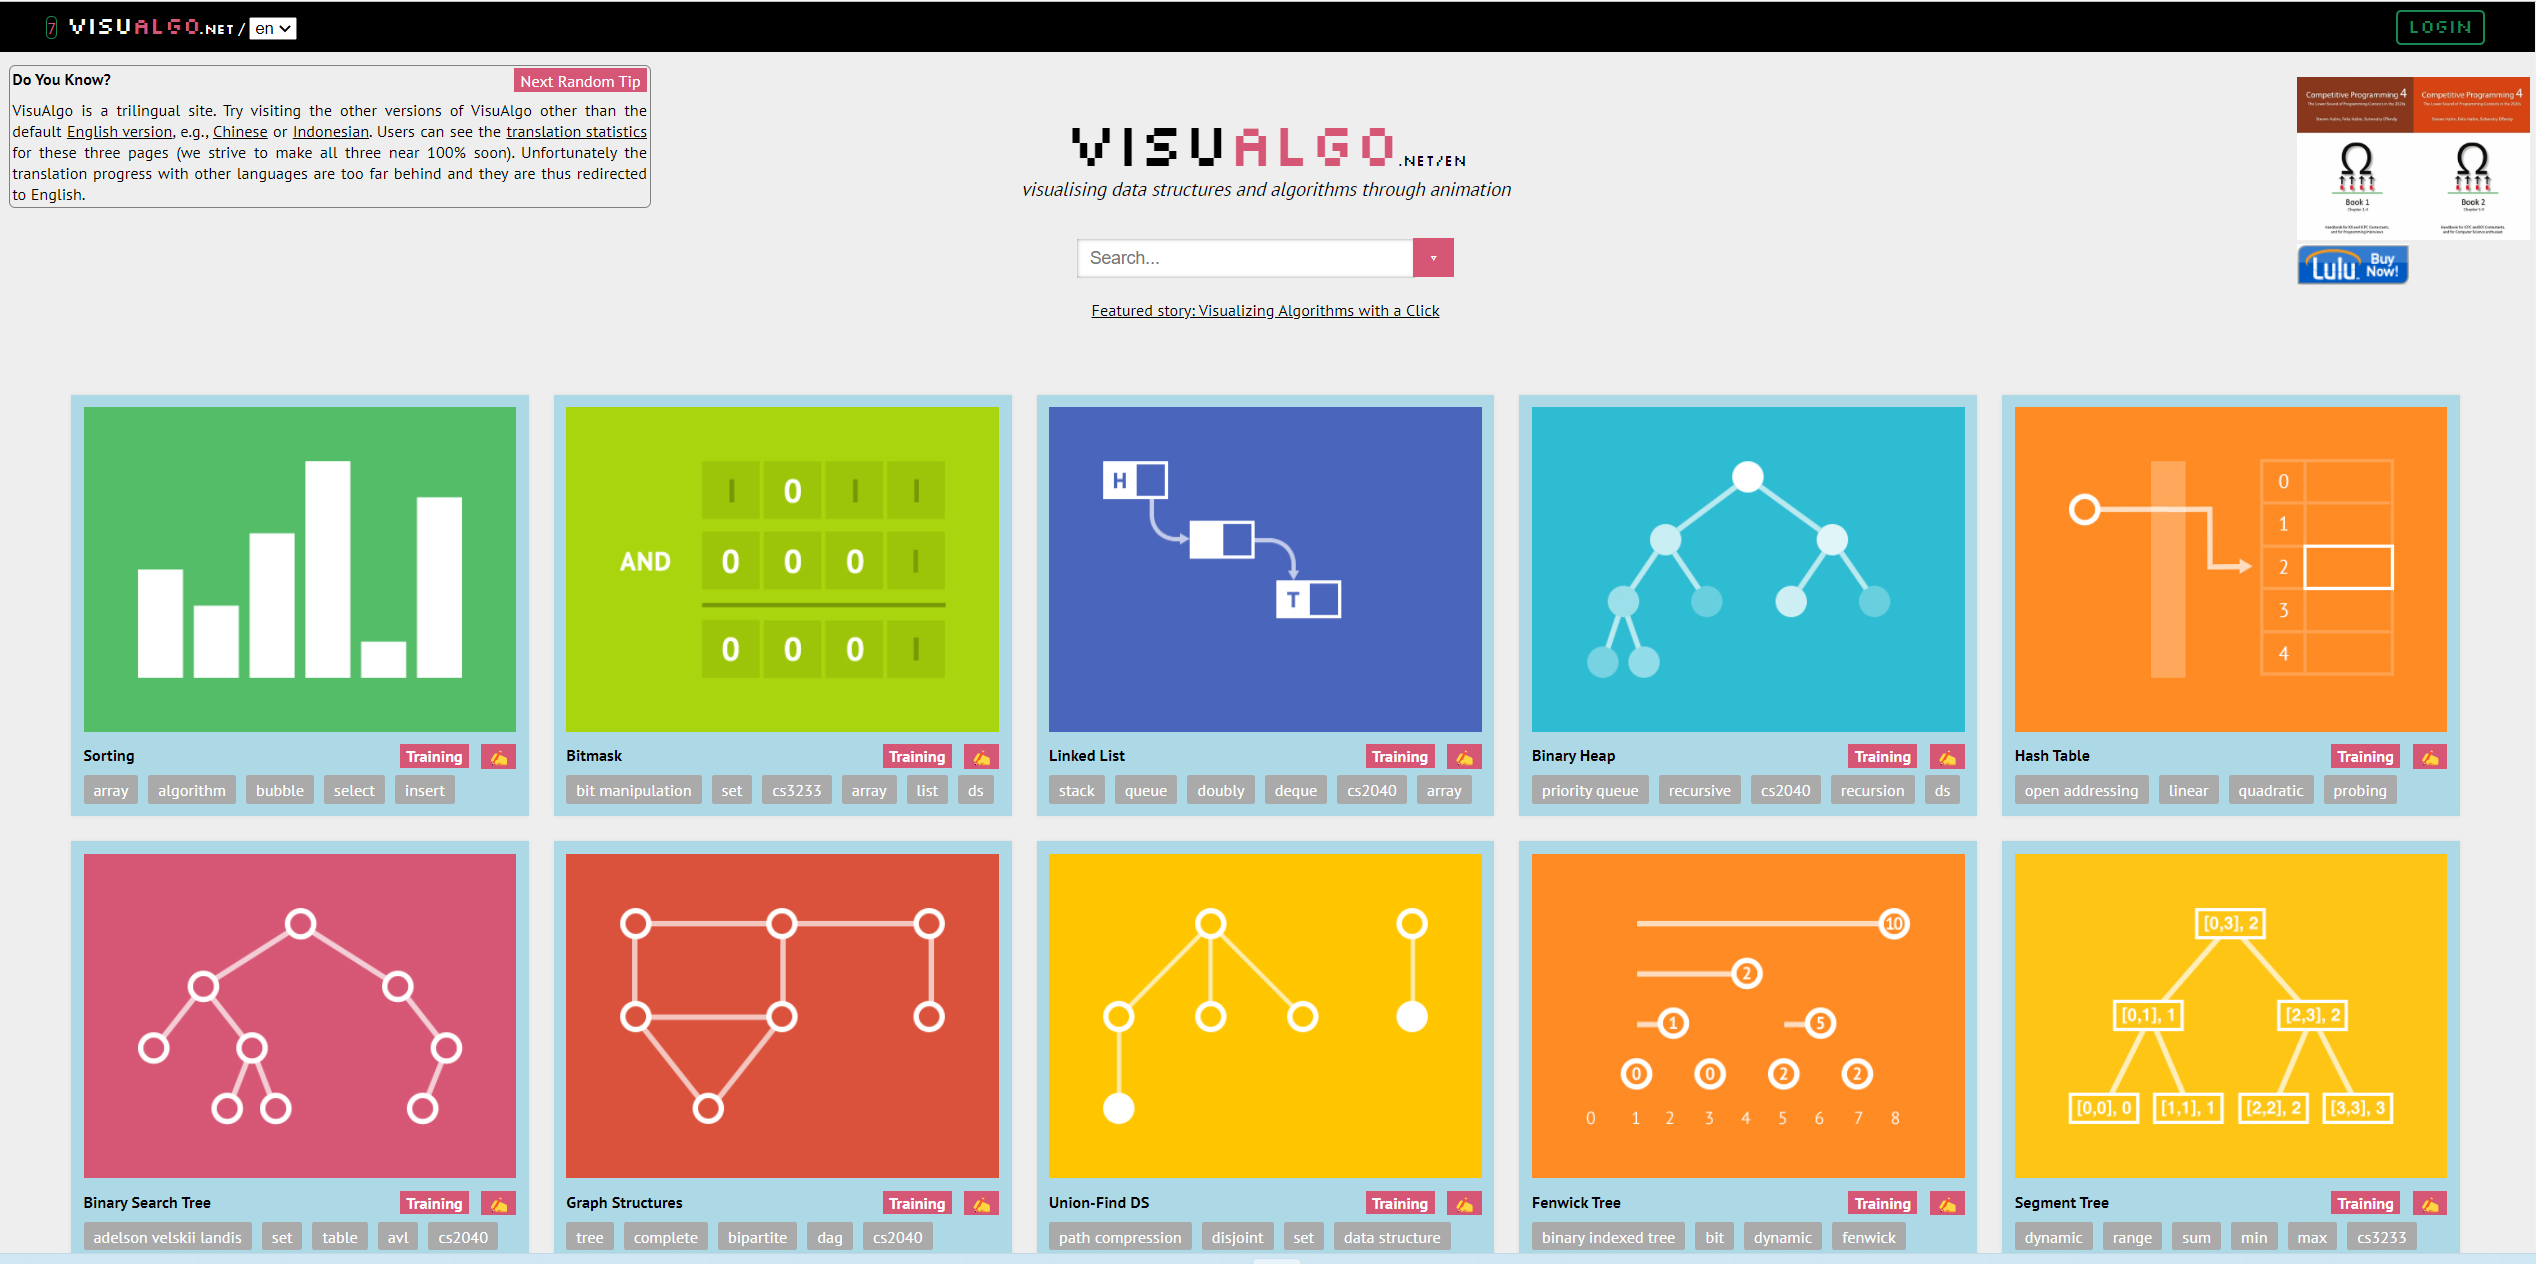 7 VISUALGO.NET / en
LOGIN
Do You Know?
Next Random Tip
VisuAlgo is a trilingual site. Try visiting the other versions of VisuAlgo other than the
default English version, e.g., Chinese or Indonesian. Users can see the translation statistics
for these three pages (we strive to make all three near 100% soon). Unfortunately the
translation progress with other languages are too far behind and they are thus redirected
to English.
VISUALGO.NET/EN
visualising data structures and algorithms through animation
Search...
Featured story: Visualizing Algorithms with a Click
Competitive Programming 4
Competitive Programming 4
Book 1
Book 2
Lulu Buy Now!
AND
1 0 1 1
0 0 0 1
0 0 0 1
H
T
0
1
2
3
4
Sorting Training
array algorithm bubble select insert
Bitmask Training
bit manipulation set cs3233 array list ds
Linked List Training
stack queue doubly deque cs2040 array
Binary Heap Training
priority queue recursive cs2040 recursion ds
Hash Table Training
open addressing linear quadratic probing
10
2
1 5
0 0 2 2
0 1 2 3 4 5 6 7 8
[0,3], 2
[0,1], 1 [2,3], 2
[0,0], 0 [1,1], 1 [2,2], 2 [3,3], 3
Binary Search Tree Training
adelson velskii landis set table avl cs2040
Graph Structures Training
tree complete bipartite dag cs2040
Union-Find DS Training
path compression disjoint set data structure
Fenwick Tree Training
binary indexed tree bit dynamic fenwick
Segment Tree Training
dynamic range sum min max cs3233